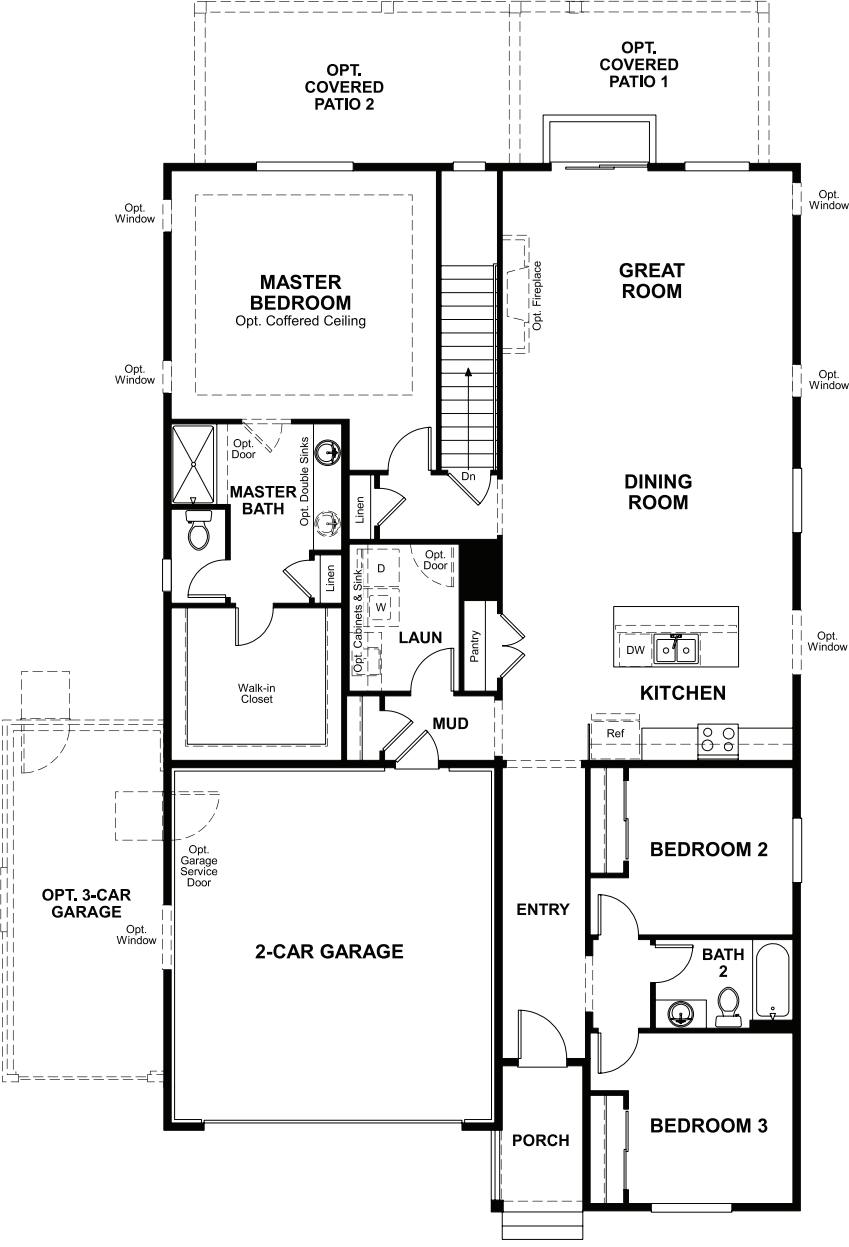 OPT.
COVERED
PATIO 2
OPT.
COVERED
PATIO 1
Opt.
Window
Opt.
Window
MASTER
BEDROOM
Opt. Coffered Ceiling
Opt. Fireplace
GREAT
ROOM
Opt.
Window
Opt.
Window
Opt.
Door
Opt. Double Sinks
MASTER
BATH
Linen
Dn
DINING
ROOM
Linen
Opt. Cabinets & Sink
D
W
Opt.
Door
LAUN
Pantry
DW
Opt.
Window
KITCHEN
Walk-in
Closet
MUD
Ref
Opt.
Garage
Service
Door
OPT. 3-CAR
GARAGE
Opt.
Window
2-CAR GARAGE
ENTRY
BEDROOM 2
BATH
2
PORCH
BEDROOM 3